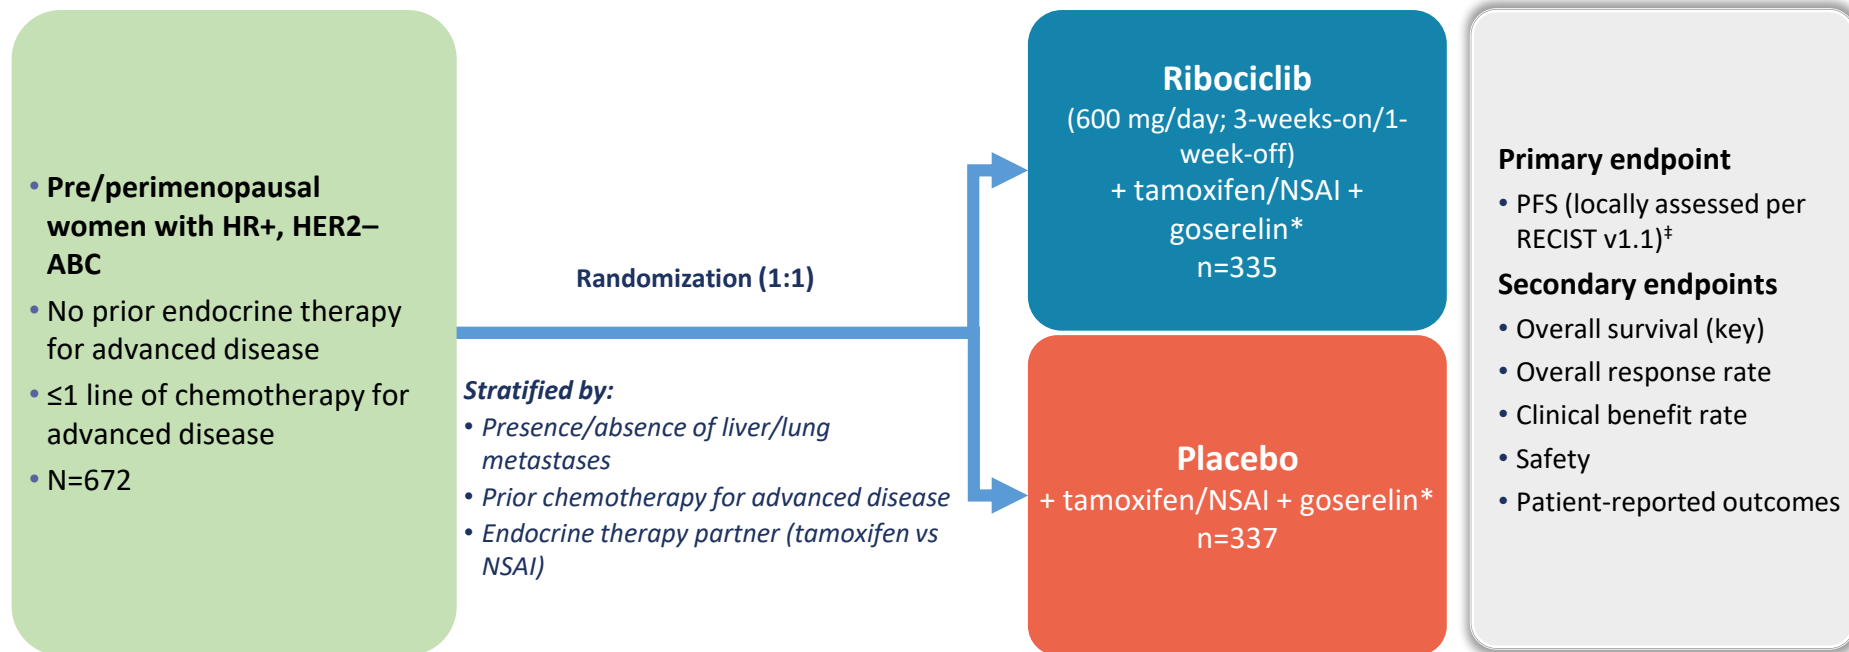 • Pre/perimenopausal
women with HR+, HER2–
ABC
• No prior endocrine therapy
for advanced disease
• ≤1 line of chemotherapy for
advanced disease
• N=672
Randomization (1:1)
Stratified by:
• Presence/absence of liver/lung
metastases
• Prior chemotherapy for advanced disease
• Endocrine therapy partner (tamoxifen vs
NSAI)
Ribociclib
(600 mg/day; 3-weeks-on/1-
week-off)
+ tamoxifen/NSAI +
goserelin*
n=335
Placebo
+ tamoxifen/NSAI + goserelin*
n=337
Primary endpoint
• PFS (locally assessed per
RECIST v1.1)‡
Secondary endpoints
• Overall survival (key)
• Overall response rate
• Clinical benefit rate
• Safety
• Patient-reported outcomes